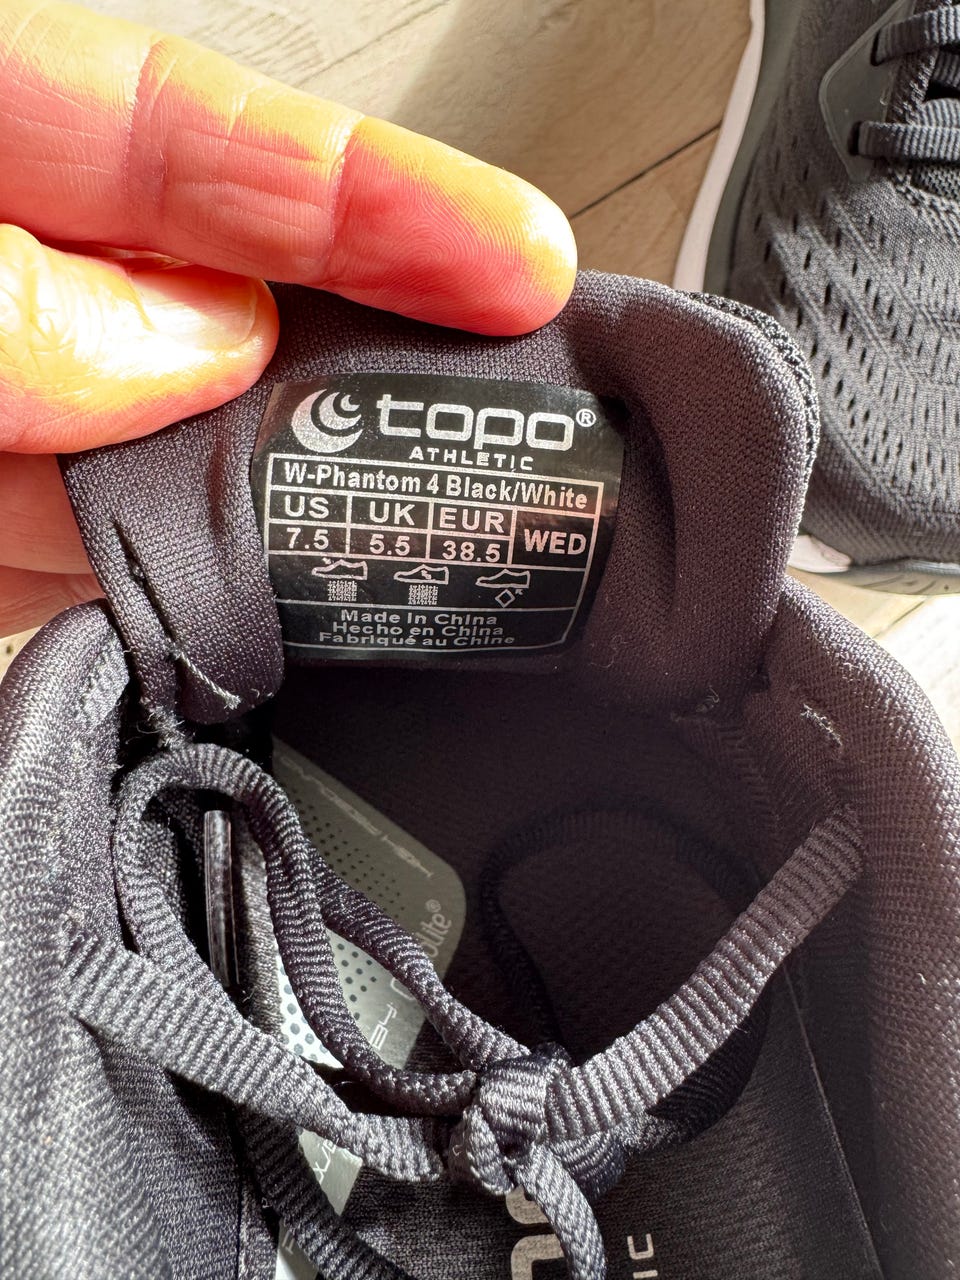 topo®
ATHLETIC
W-Phantom 4 Black/White
US UK EUR WED
7.5 5.5 38.5
Made in China
Hecho en China
Fabriqué au Chine